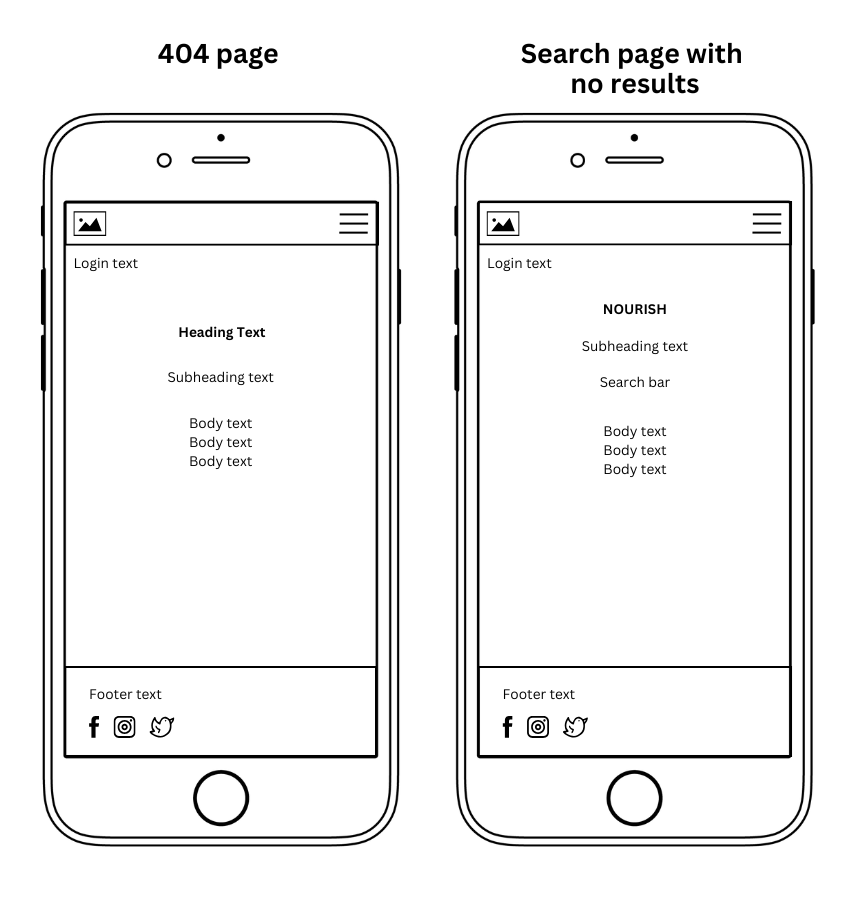 404 page
Login text
Heading Text
Subheading text
Body text
Body text
Body text
Footer text
Search page with
no results
Login text
NOURISH
Subheading text
Search bar
Body text
Body text
Body text
Footer text